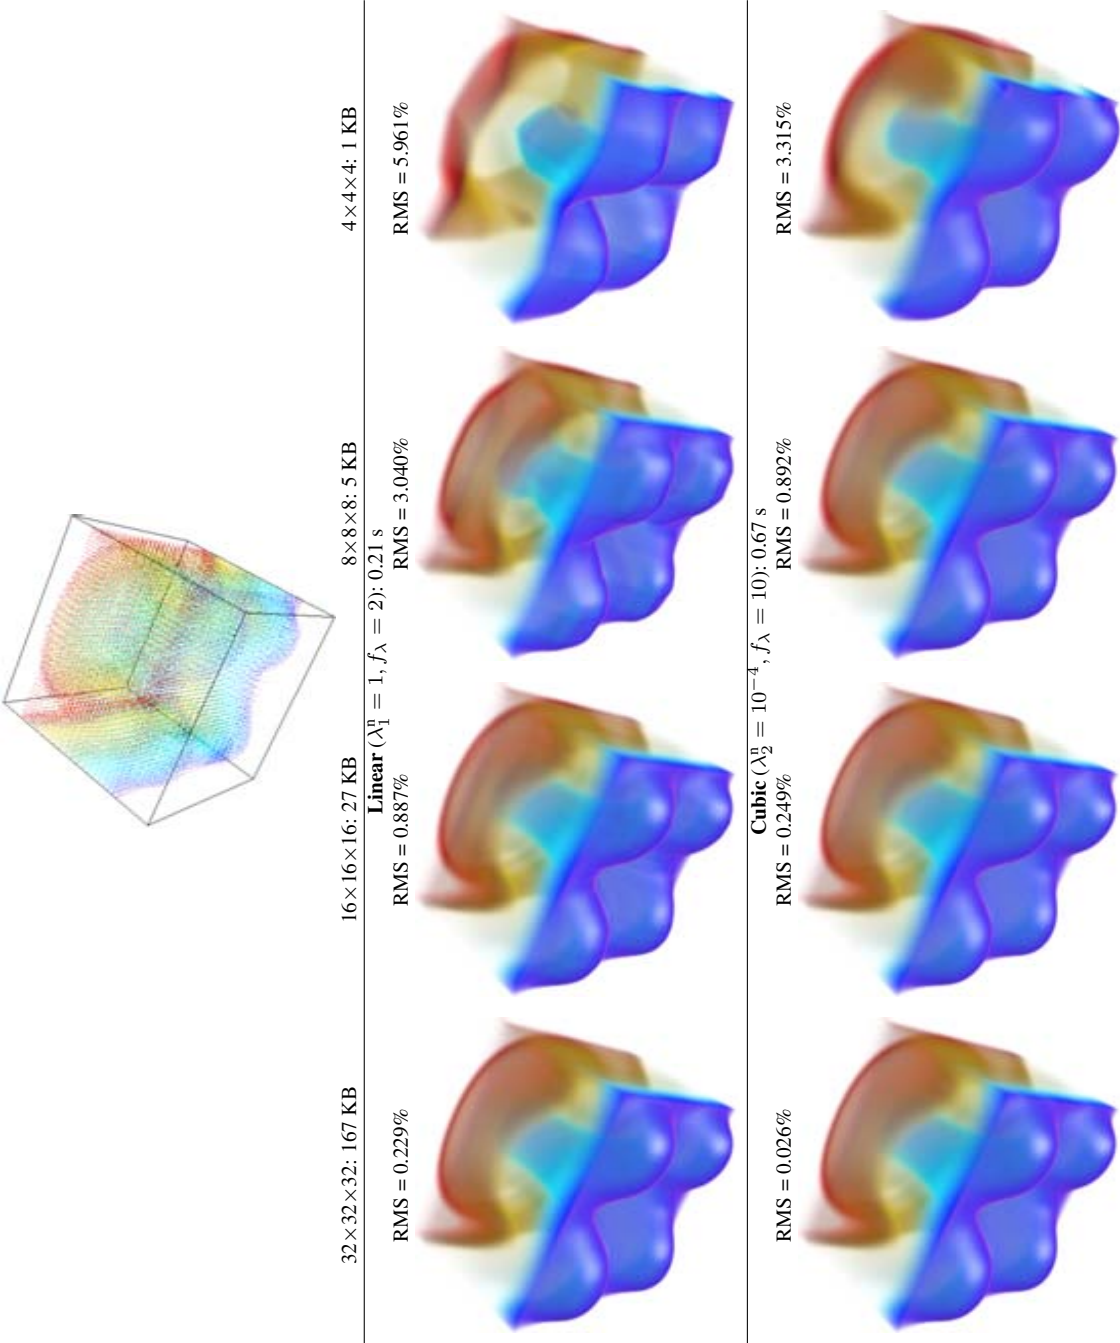 32×32×32: 167 KB
16×16×16: 27 KB
8×8×8: 5 KB
4×4×4: 1 KB
Linear (λ₁ⁿ = 1, f_λ = 2): 0.21 s
RMS = 0.229%
RMS = 0.887%
RMS = 3.040%
RMS = 5.961%
Cubic (λ₂ⁿ = 10⁻⁴, f_λ = 10): 0.67 s
RMS = 0.026%
RMS = 0.249%
RMS = 0.892%
RMS = 3.315%